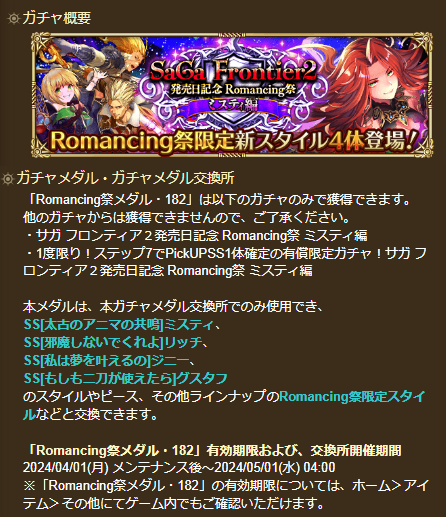 ガチャ概要
SaGa Frontier2
発売日記念 Romancing祭
ミスティ編
Romancing祭限定新スタイル4体登場!
ガチャメダル・ガチャメダル交換所
「Romancing祭メダル・182」は以下のガチャのみで獲得できます。
他のガチャからは獲得できませんので、ご了承ください。
・サガ フロンティア２発売日記念 Romancing祭 ミスティ編
・1度限り！ステップ7でPickUPSS1体確定の有償限定ガチャ！サガ フ
ロンティア２発売日記念 Romancing祭 ミスティ編
本メダルは、本ガチャメダル交換所でのみ使用でき、
SS[太古のアニマの共鳴]ミスティ、
SS[邪魔しないでくれよ]リッチ、
SS[私は夢を叶えるの]ジニー、
SS[もしも二刀が使えたら]グスタフ
のスタイルやピース、その他ラインナップのRomancing祭限定スタイ
ルなどと交換できます。
「Romancing祭メダル・182」有効期限および、交換所開催期間
2024/04/01(月) メンテナンス後～2024/05/01(水) 04:00
※「Romancing祭メダル・182」の有効期限については、ホーム＞アイ
テム＞その他にてゲーム内でもご確認いただけます。